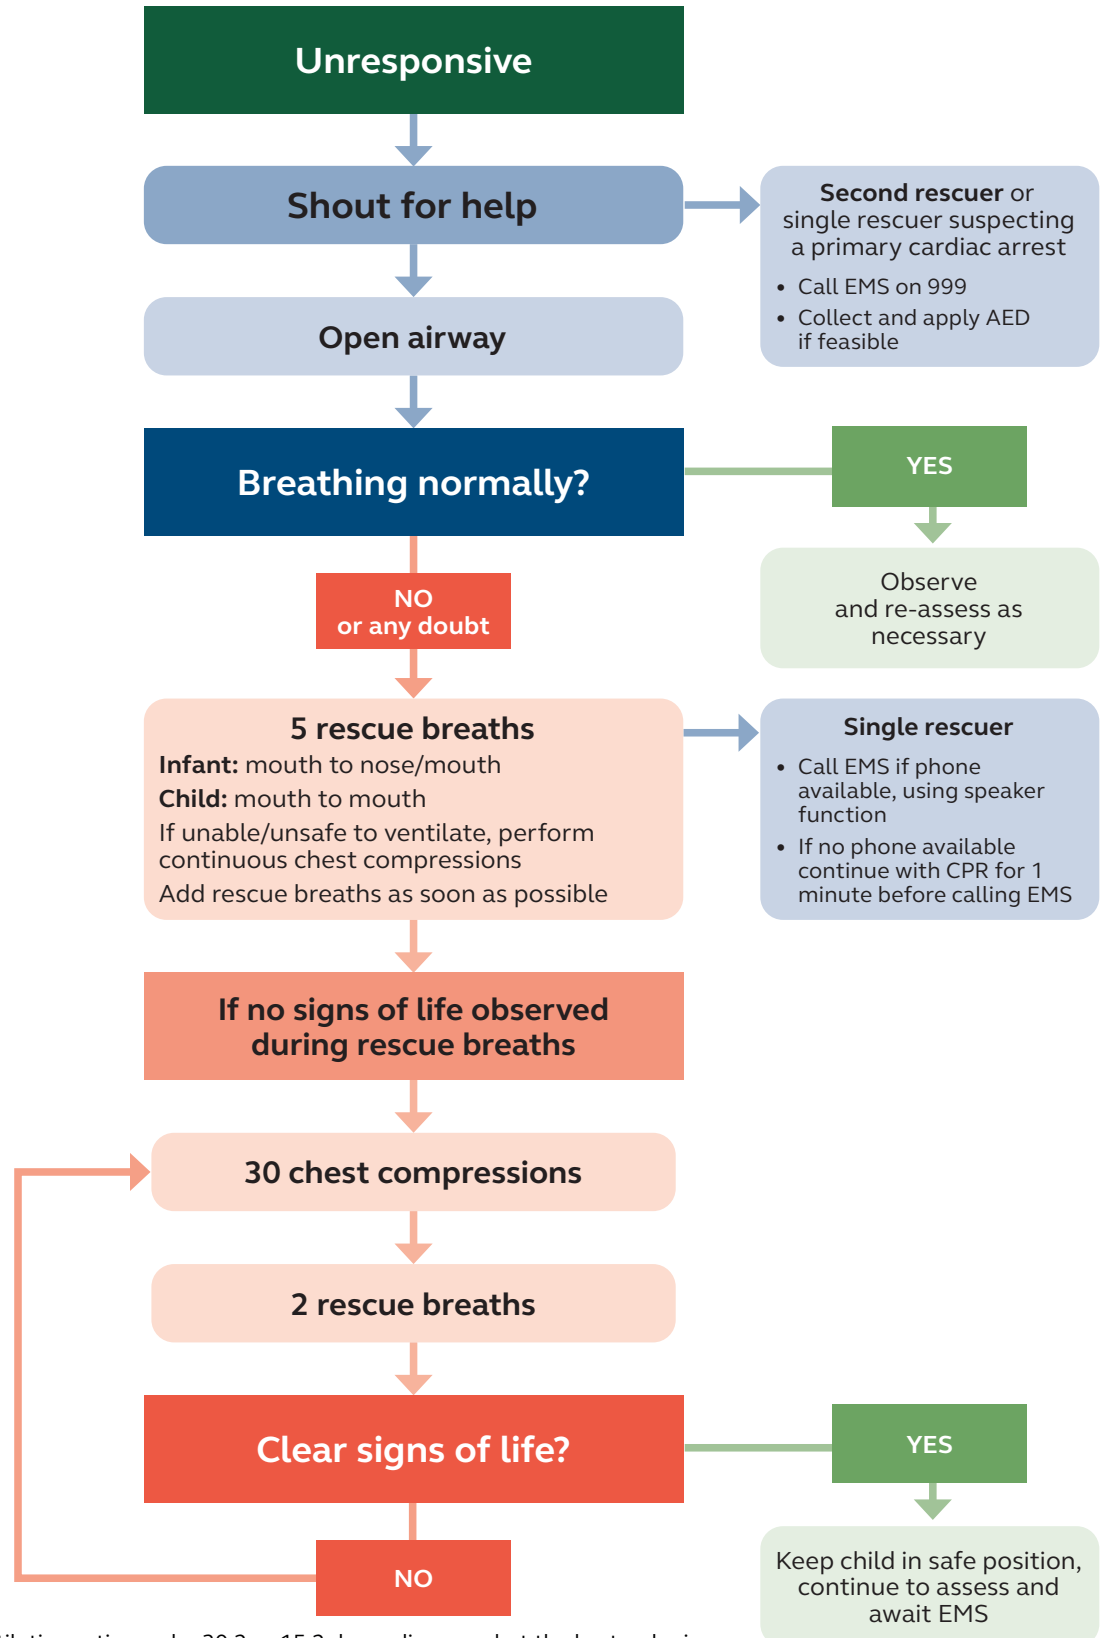 Unresponsive
Shout for help
Second rescuer or
single rescuer suspecting
a primary cardiac arrest
• Call EMS on 999
• Collect and apply AED
if feasible
Open airway
Breathing normally?
YES
Observe
and re-assess as
necessary
NO
or any doubt
5 rescue breaths
Infant: mouth to nose/mouth
Child: mouth to mouth
If unable/unsafe to ventilate, perform
continuous chest compressions
Add rescue breaths as soon as possible
Single rescuer
• Call EMS if phone
available, using speaker
function
• If no phone available
continue with CPR for 1
minute before calling EMS
If no signs of life observed
during rescue breaths
30 chest compressions
2 rescue breaths
Clear signs of life?
YES
Keep child in safe position,
continue to assess and
await EMS
NO